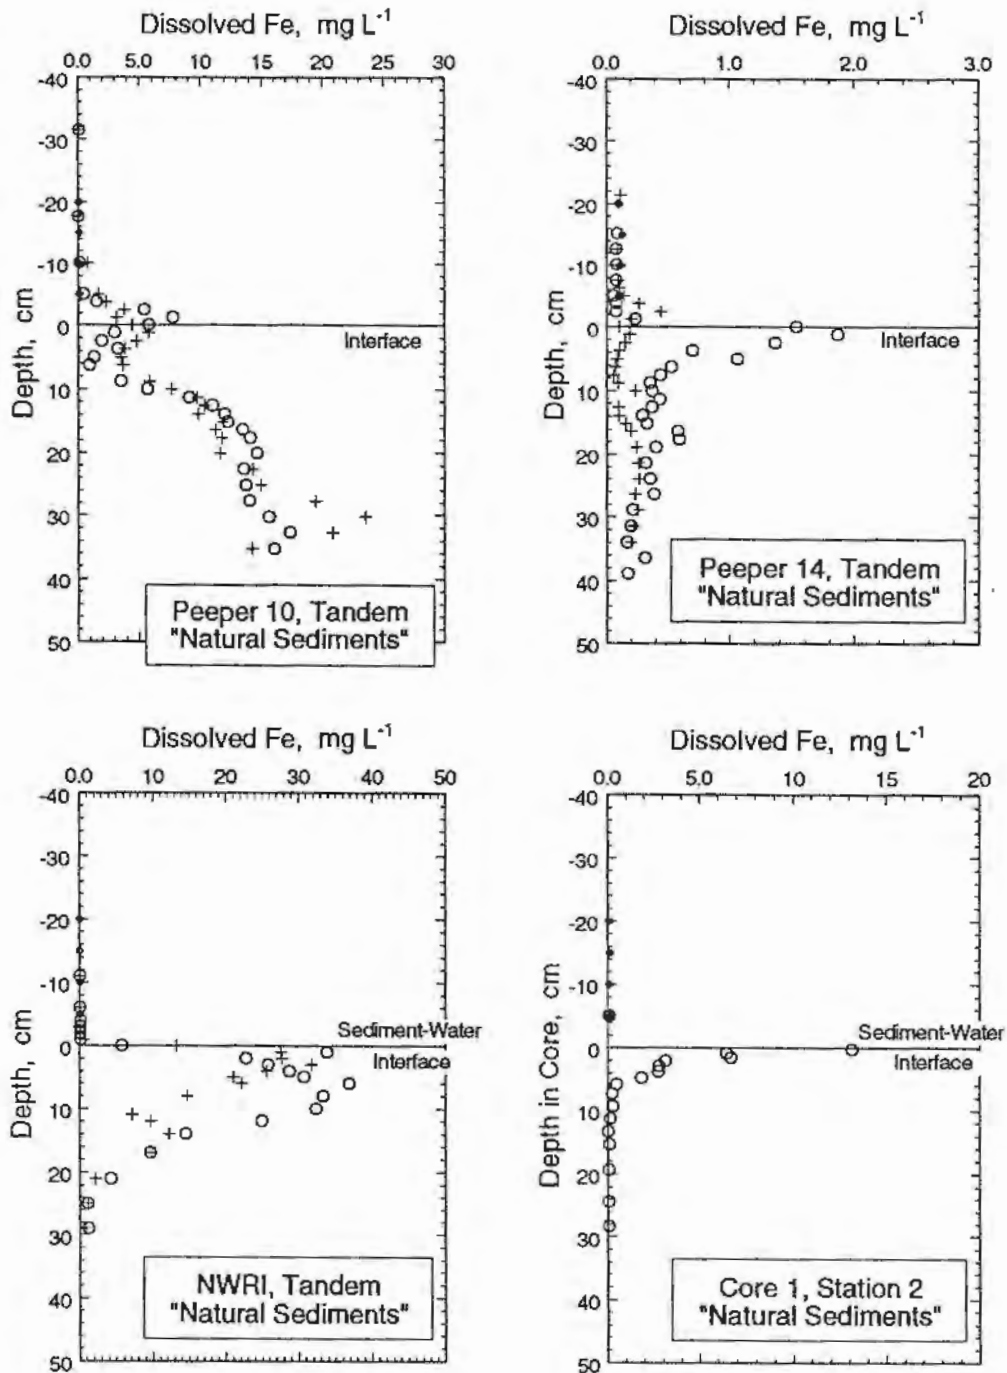 Dissolved Fe, mg L-1
0.0 5.0 10 15 20 25 30
-40
-30
-20
-10
0
10
20
30
40
50
Depth, cm
Interface
Peeper 10, Tandem
"Natural Sediments"
Dissolved Fe, mg L-1
0.0 1.0 2.0 3.0
-40
-30
-20
-10
0
10
20
30
40
50
Depth, cm
Interface
Peeper 14, Tandem
"Natural Sediments"
Dissolved Fe, mg L-1
0.0 10 20 30 40 50
-40
-30
-20
-10
0
10
20
30
40
50
Depth, cm
Sediment-Water
Interface
NWRI, Tandem
"Natural Sediments"
Dissolved Fe, mg L-1
0.0 5.0 10 15 20
-40
-30
-20
-10
0
10
20
30
40
50
Depth in Core, cm
Sediment-Water
Interface
Core 1, Station 2
"Natural Sediments"